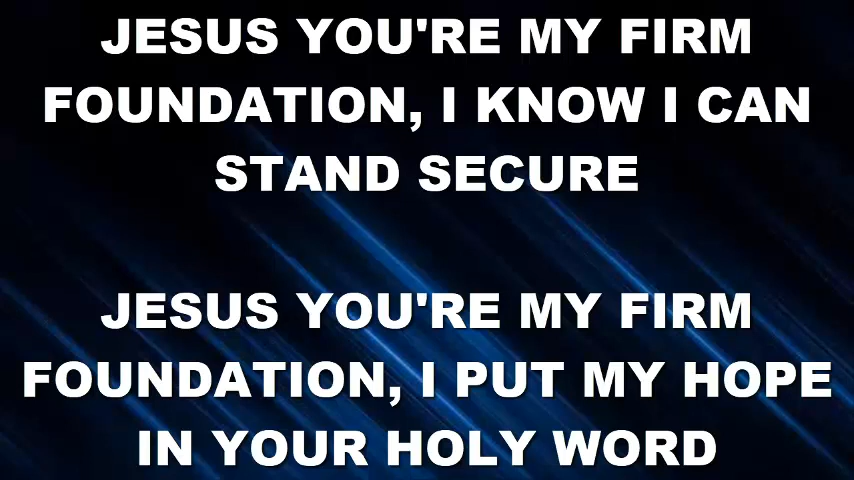 JESUS YOU'RE MY FIRM
FOUNDATION, I KNOW I CAN
STAND SECURE
JESUS YOU'RE MY FIRM
FOUNDATION, I PUT MY HOPE
IN YOUR HOLY WORD